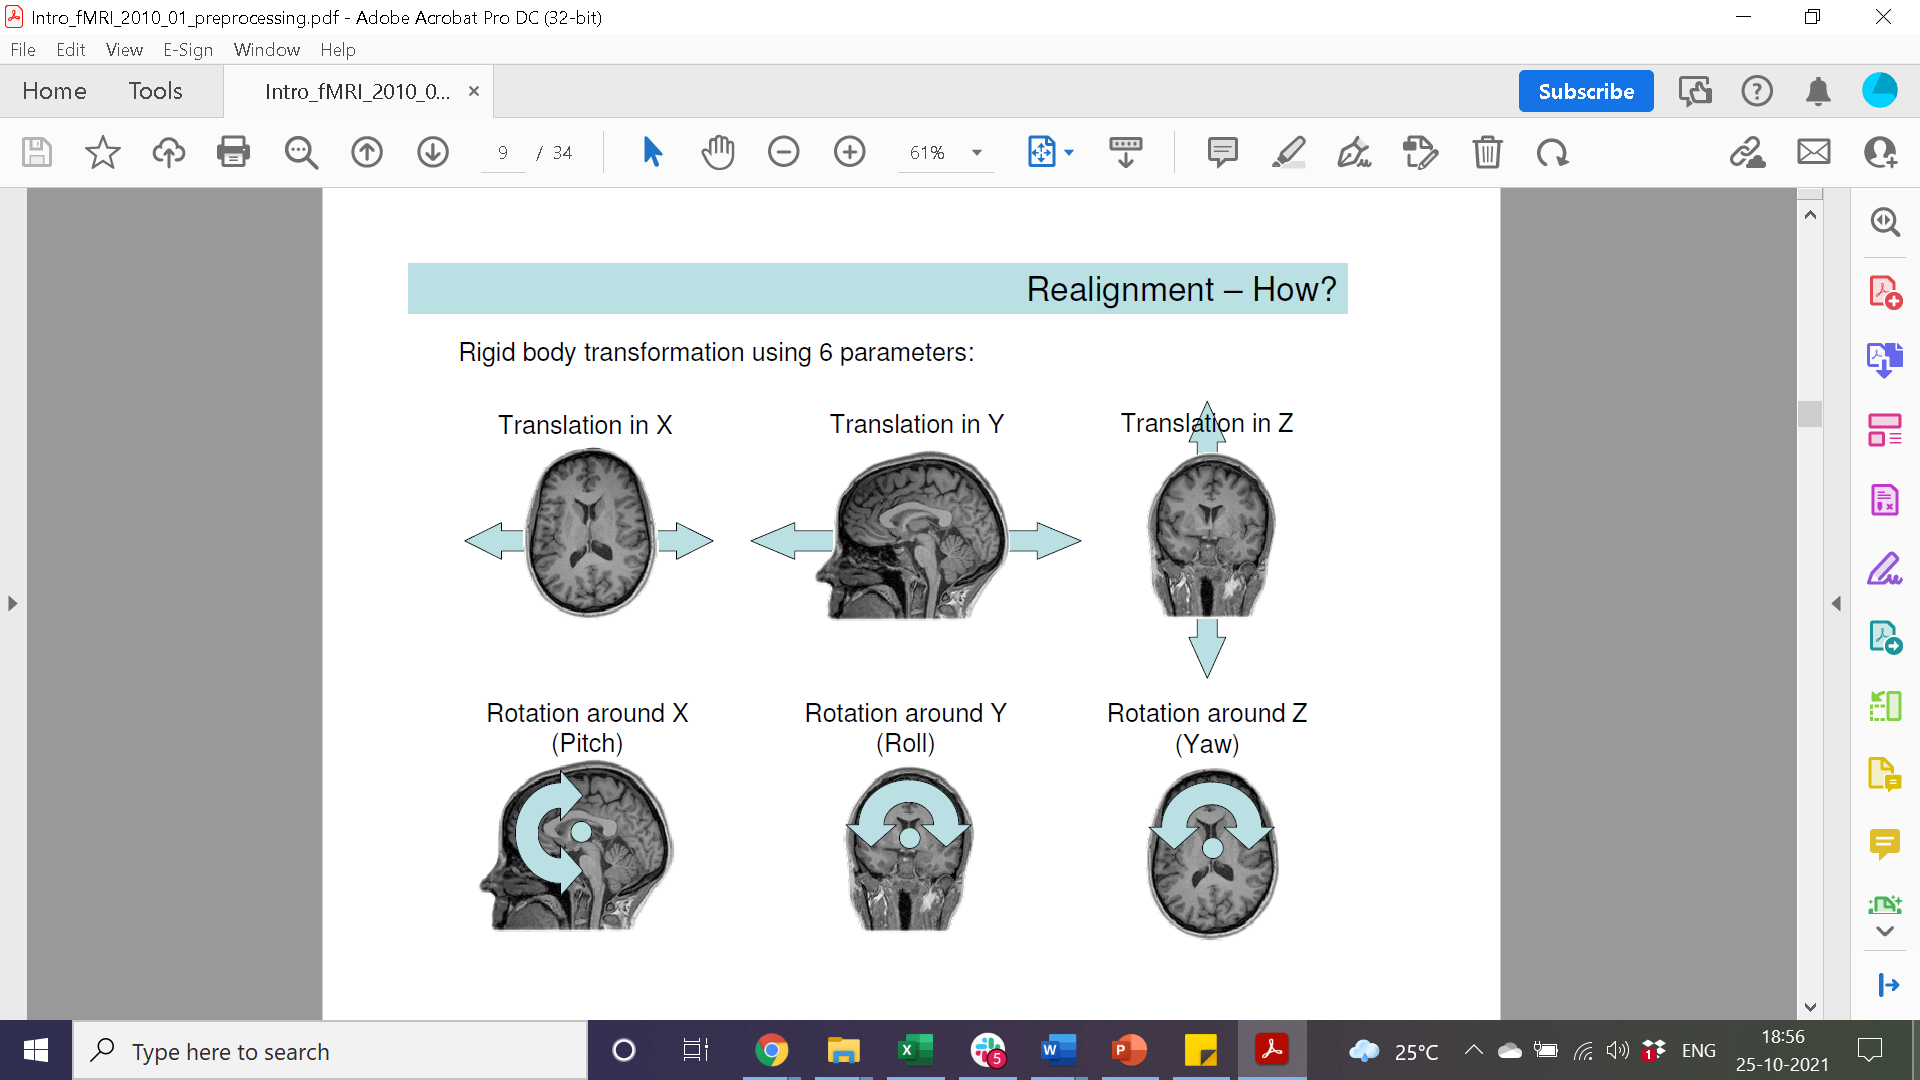 Intro_fMRI_2010_01_preprocessing.pdf - Adobe Acrobat Pro DC (32-bit)
File Edit View E-Sign Window Help
Home Tools Intro_fMRI_2010_0... × Subscribe
9 / 34 61%
Realignment – How?
Rigid body transformation using 6 parameters:
Translation in X Translation in Y Translation in Z
Rotation around X Rotation around Y Rotation around Z
(Pitch) (Roll) (Yaw)
Type here to search
5
W
P
X
25°C
1
ENG
18:56
25-10-2021